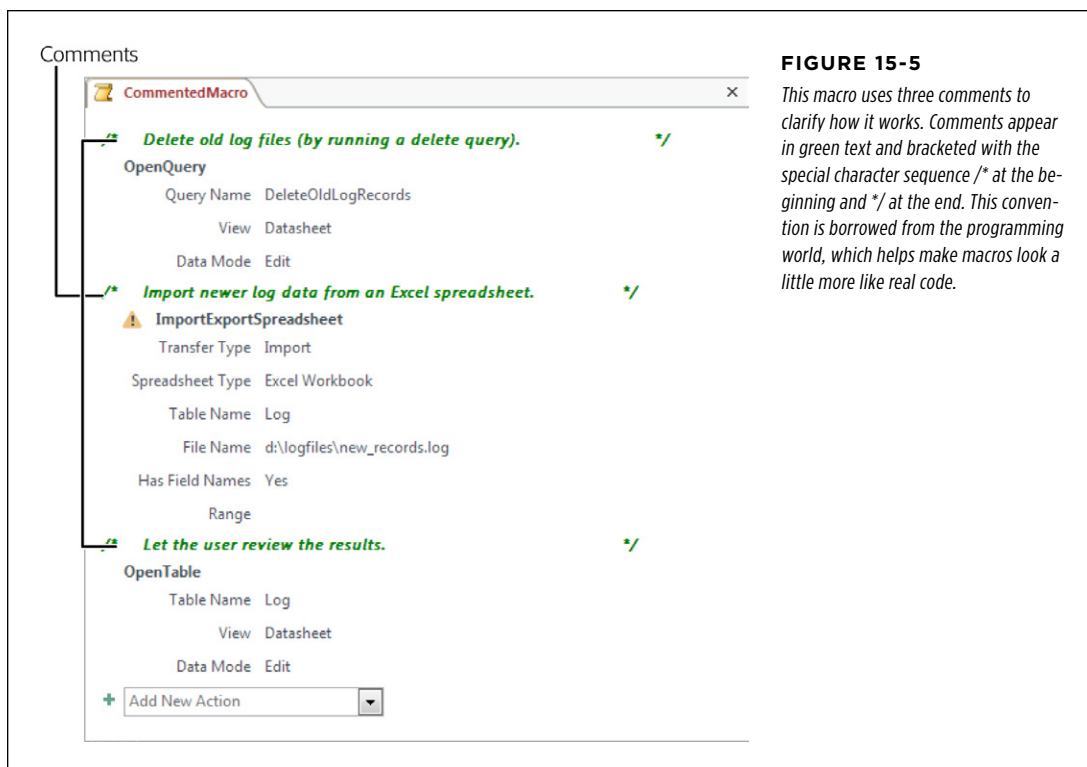 Comments
CommentedMacro
/* Delete old log files (by running a delete query). */
OpenQuery
Query Name DeleteOldLogRecords
View Datasheet
Data Mode Edit
/* Import newer log data from an Excel spreadsheet. */
ImportExportSpreadsheet
Transfer Type Import
Spreadsheet Type Excel Workbook
Table Name Log
File Name d:\logfiles\new_records.log
Has Field Names Yes
Range
/* Let the user review the results. */
OpenTable
Table Name Log
View Datasheet
Data Mode Edit
Add New Action
FIGURE 15-5
This macro uses three comments to
clarify how it works. Comments appear
in green text and bracketed with the
special character sequence /* at the be-
ginning and */ at the end. This conven-
tion is borrowed from the programming
world, which helps make macros look a
little more like real code.